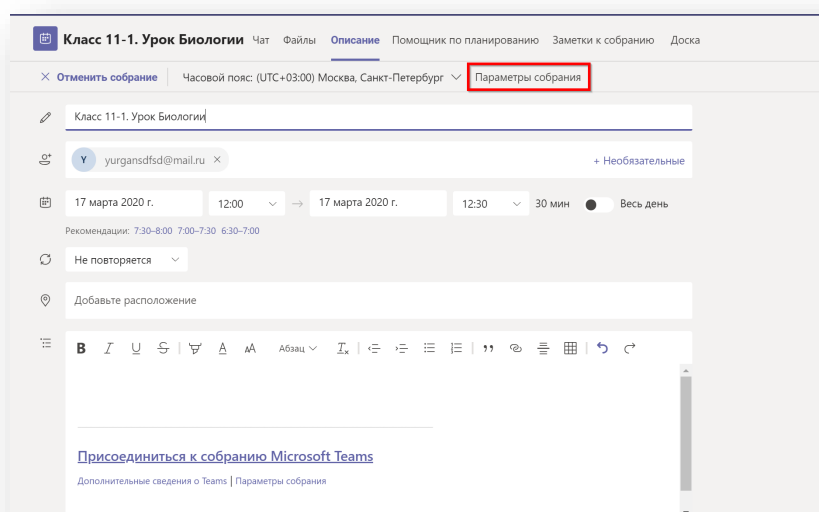 Класс 11-1. Урок Биологии Чат Файлы Описание Помощник по планированию Заметки к собранию Доска
Отменить собрание Часовой пояс: (UTC+03:00) Москва, Санкт-Петербург Параметры собрания
Класс 11-1. Урок Биологии
Y yurgansdfsd@mail.ru × + Необязательные
17 марта 2020 г. 12:00 → 17 марта 2020 г. 12:30 30 мин Весь день
Рекомендации: 7:30–8:00 7:00–7:30 6:30–7:00
Не повторяется
Добавьте расположение
B I U S A AA Абзац Tx
Присоединиться к собранию Microsoft Teams
Дополнительные сведения о Teams | Параметры собрания